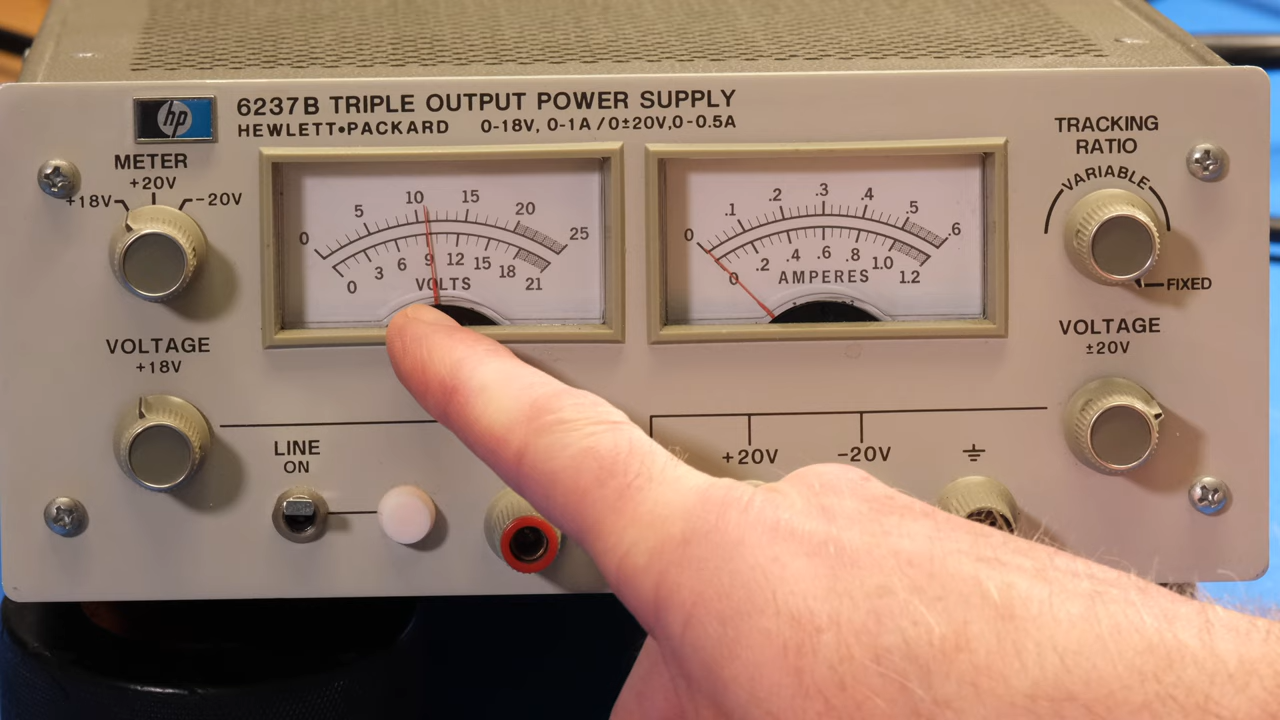 hp
6237B TRIPLE OUTPUT POWER SUPPLY
HEWLETT•PACKARD 0-18V, 0-1A/0±20V,0-0.5A
METER
+20V
+18V -20V
0 5 10 15 20 25
0 3 6 9 12 15 18 21
VOLTS
0 .1 .2 .3 .4 .5 .6
0 .2 .4 .6 .8 1.0 1.2
AMPERES
TRACKING
RATIO
VARIABLE
FIXED
VOLTAGE
+18V
VOLTAGE
±20V
LINE
ON
+20V -20V